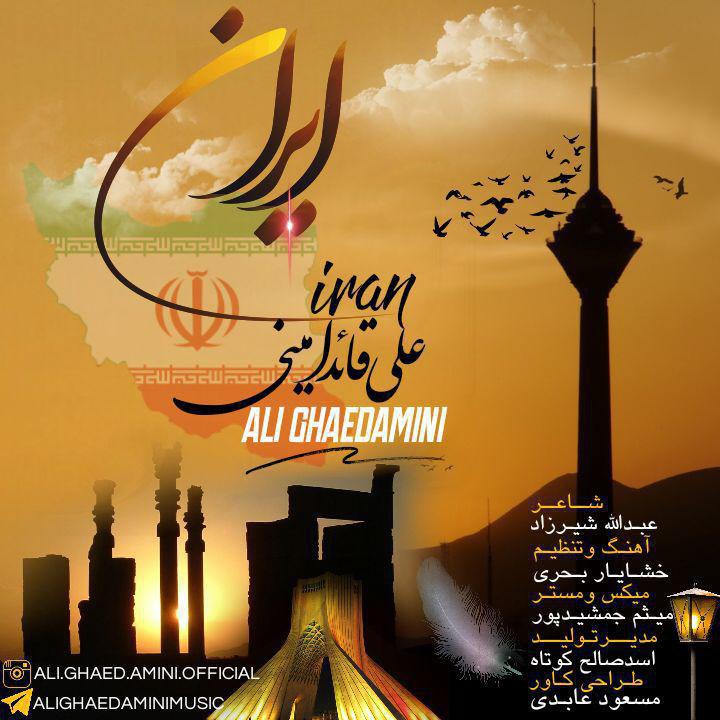 ایران
iran
علی قائدامینی
ALI GHAEDAMINI
شاعر
عبدالله شیرزاد
آهنگ وتنظیم
خشایار بحری
میکس ومستر
میثم جمشیدپور
مدیرتولید
اسدصالح کوتاه
طراحی کاور
مسعود عابدی
ALI.GHAED.AMINI.OFFICIAL
ALIGHAEDAMINIMUSIC